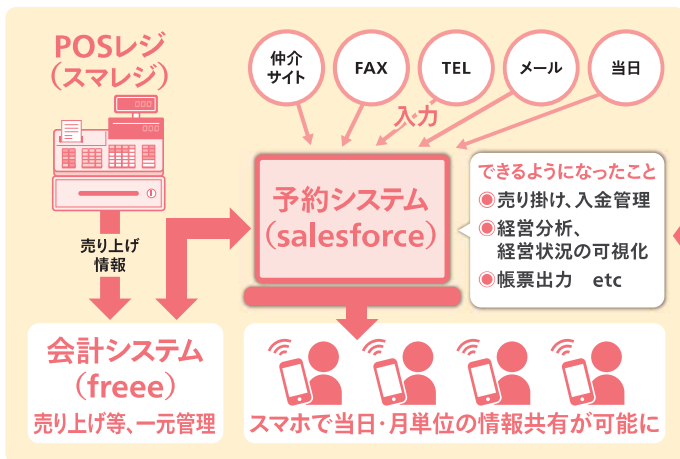 POSレジ
(スマレジ)
仲介
サイト
FAX
TEL
メール
当日
入力
予約システム
(salesforce)
できるようになったこと
◉売り掛け、入金管理
◉経営分析、
経営状況の可視化
◉帳票出力 etc
売り上げ
情報
会計システム
(freee)
売り上げ等、一元管理
スマホで当日・月単位の情報共有が可能に